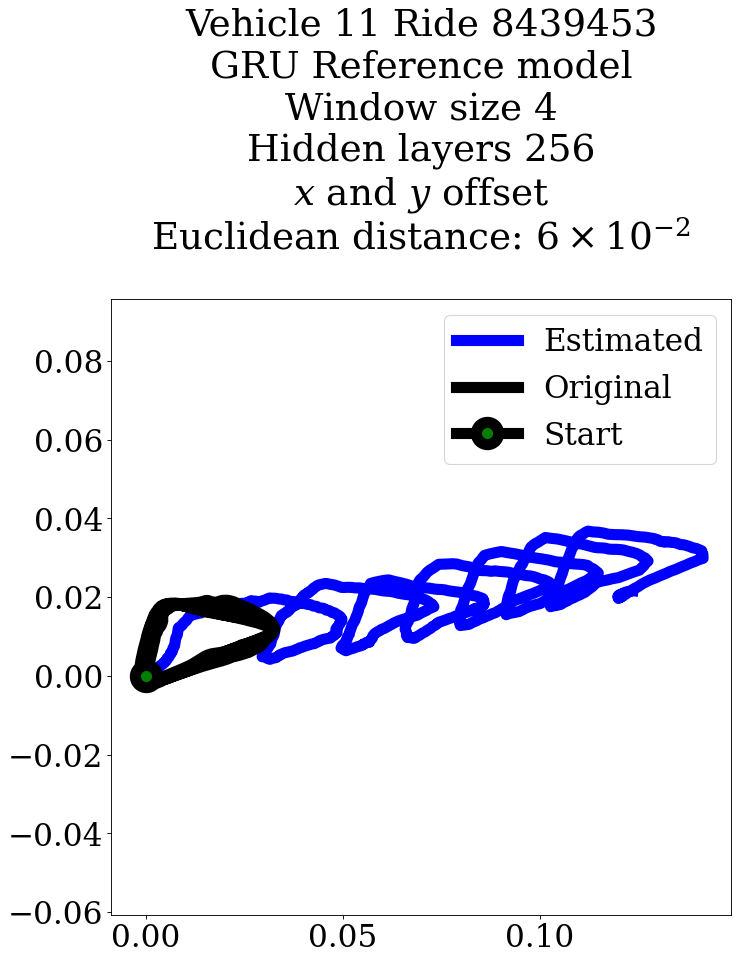 Vehicle 11 Ride 8439453
GRU Reference model
Window size 4
Hidden layers 256
x and y offset
Euclidean distance: 6 × 10⁻²
Estimated
Original
Start
0.08
0.06
0.04
0.02
0.00
−0.02
−0.04
−0.06
0.00 0.05 0.10